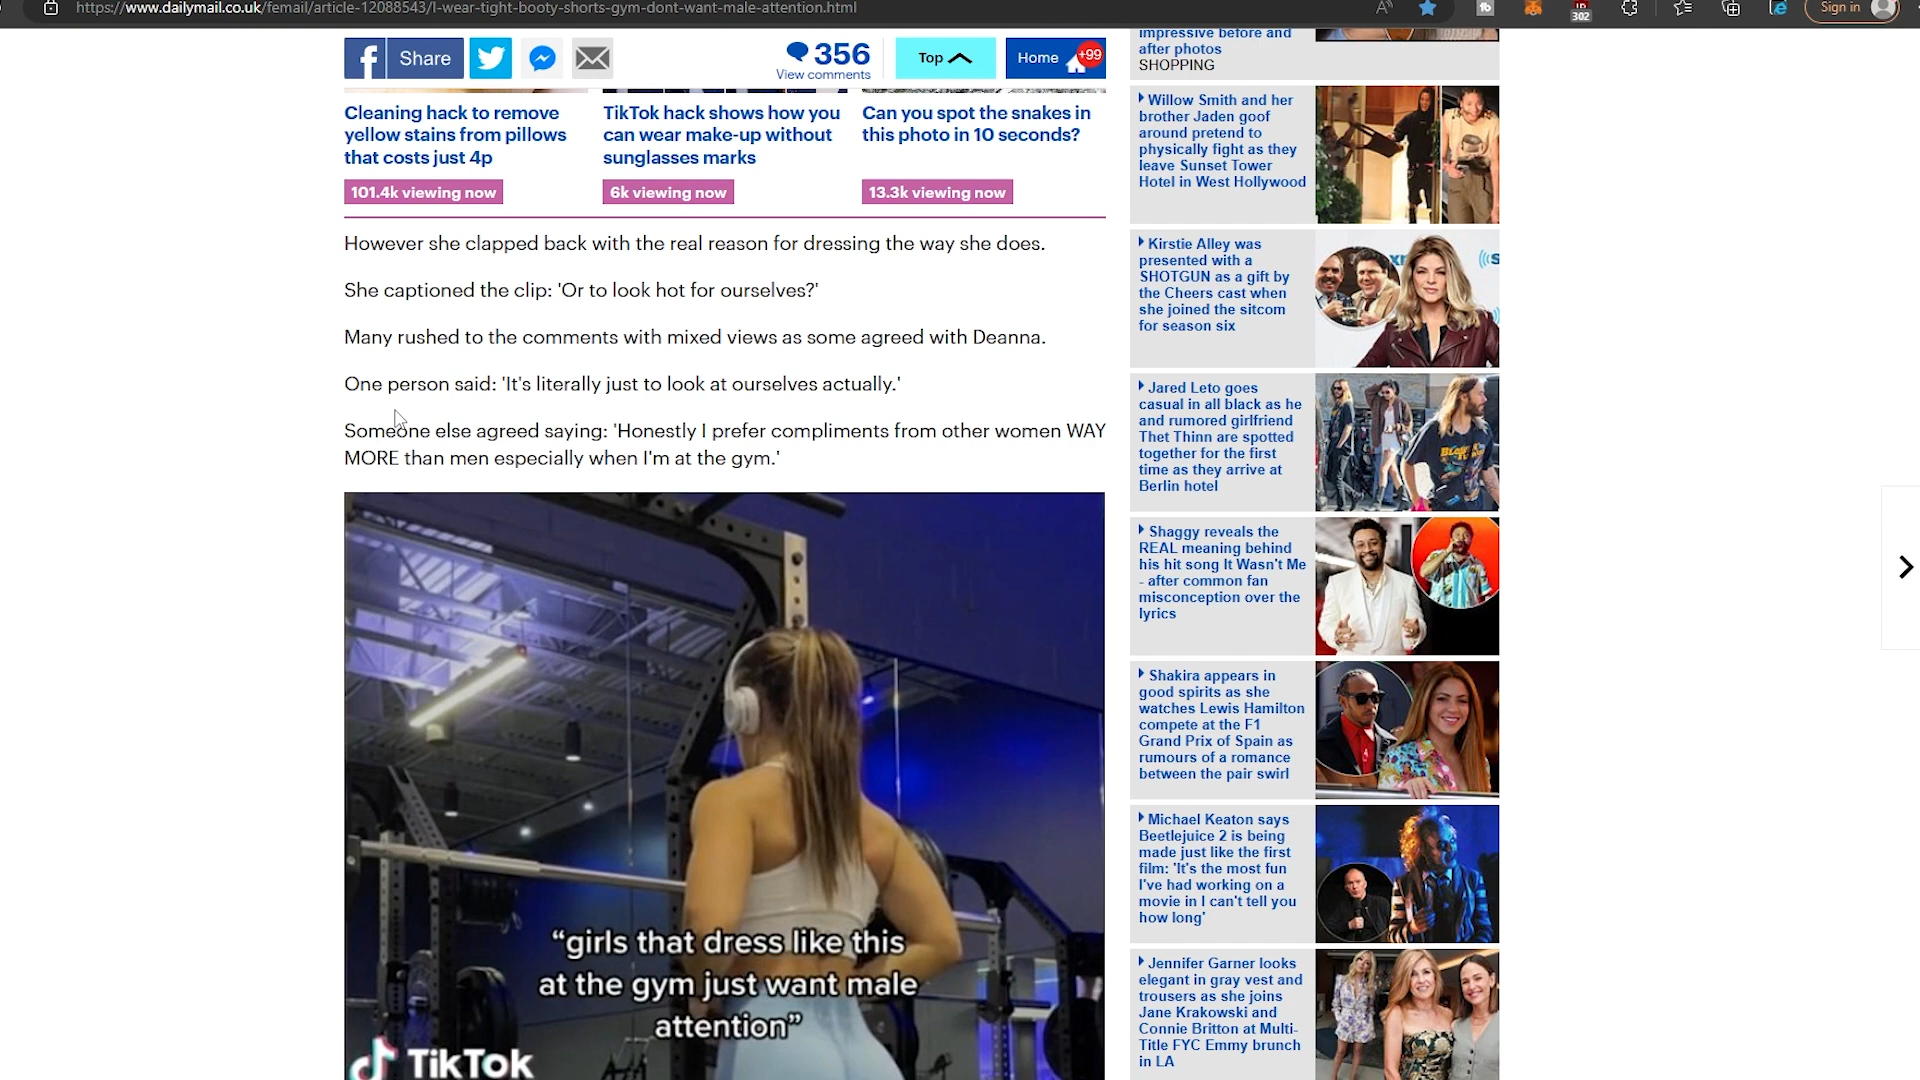 https://www.dailymail.co.uk/femail/article-12088543/I-wear-tight-booty-shorts-gym-dont-want-male-attention.html
302
Sign in
Share
356
View comments
Top
Home
+99
Cleaning hack to remove
yellow stains from pillows
that costs just 4p
101.4k viewing now
TikTok hack shows how you
can wear make-up without
sunglasses marks
6k viewing now
Can you spot the snakes in
this photo in 10 seconds?
13.3k viewing now
However she clapped back with the real reason for dressing the way she does.
She captioned the clip: 'Or to look hot for ourselves?'
Many rushed to the comments with mixed views as some agreed with Deanna.
One person said: 'It's literally just to look at ourselves actually.'
Someone else agreed saying: 'Honestly I prefer compliments from other women WAY
MORE than men especially when I'm at the gym.'
“girls that dress like this
at the gym just want male
attention”
TikTok
impressive before and
after photos
SHOPPING
Willow Smith and her
brother Jaden goof
around pretend to
physically fight as they
leave Sunset Tower
Hotel in West Hollywood
Kirstie Alley was
presented with a
SHOTGUN as a gift by
the Cheers cast when
she joined the sitcom
for season six
Jared Leto goes
casual in all black as he
and rumored girlfriend
Thet Thinn are spotted
together for the first
time as they arrive at
Berlin hotel
Shaggy reveals the
REAL meaning behind
his hit song It Wasn't Me
- after common fan
misconception over the
lyrics
Shakira appears in
good spirits as she
watches Lewis Hamilton
compete at the F1
Grand Prix of Spain as
rumours of a romance
between the pair swirl
Michael Keaton says
Beetlejuice 2 is being
made just like the first
film: 'It's the most fun
I've had working on a
movie in I can't tell you
how long'
Jennifer Garner looks
elegant in gray vest and
trousers as she joins
Jane Krakowski and
Connie Britton at Multi-
Title FYC Emmy brunch
in LA